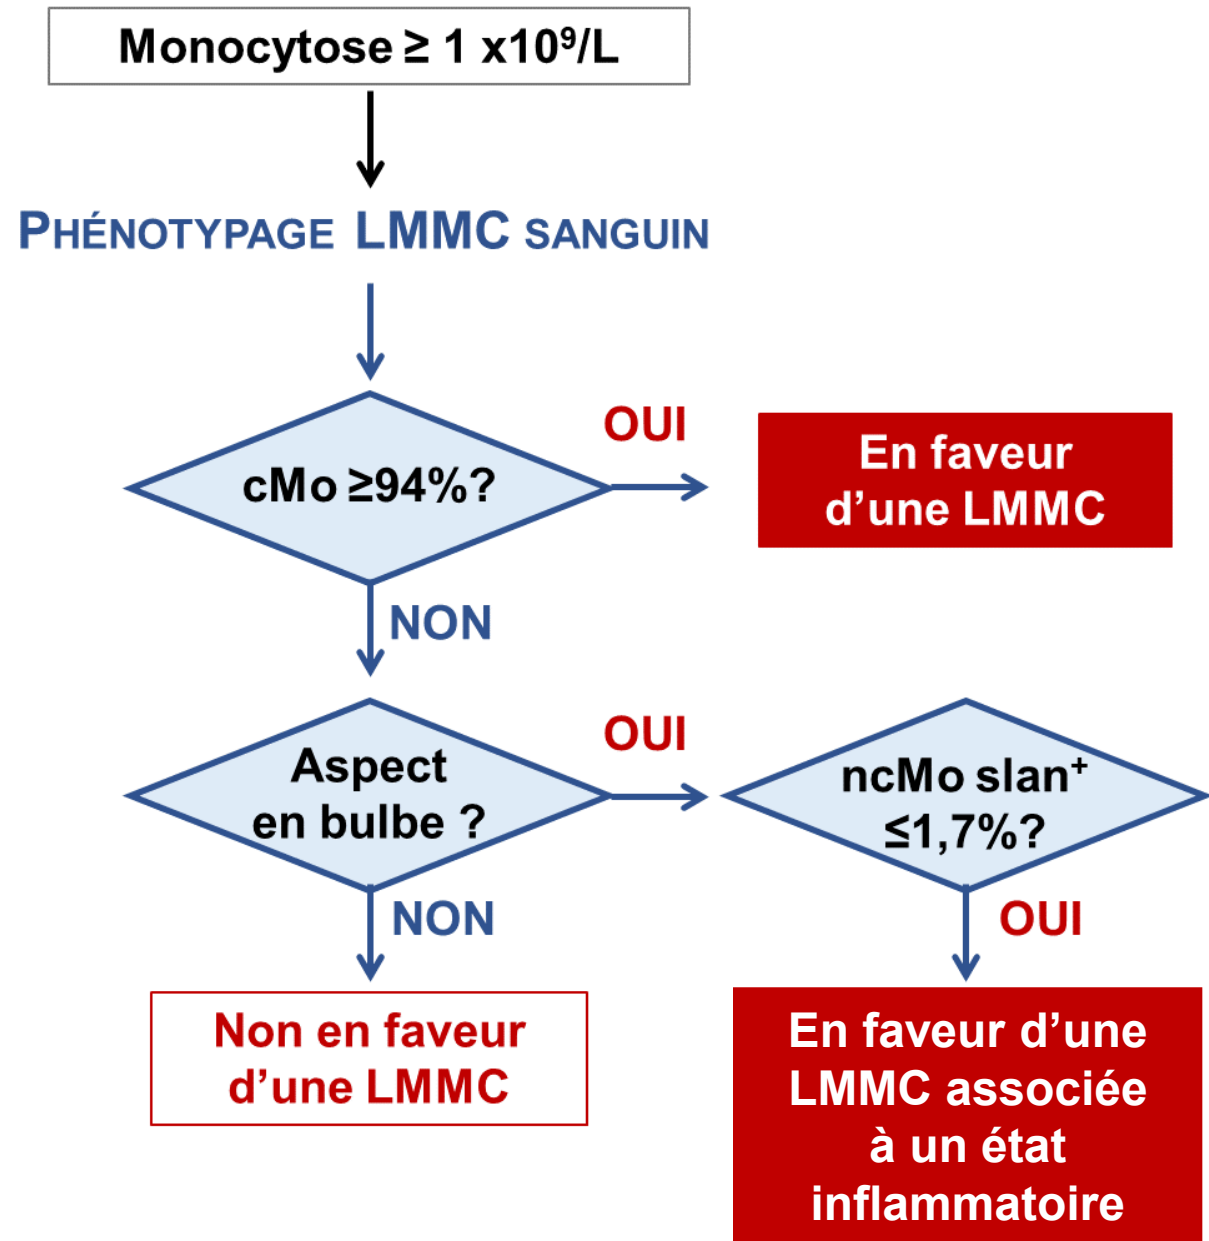 Monocytose ≥ 1 x10⁹/L
PHÉNOTYPAGE LMMC SANGUIN
cMo ≥94%?
OUI
En faveur
d’une LMMC
NON
Aspect
en bulbe ?
OUI
ncMo slan⁺
≤1,7%?
NON
OUI
Non en faveur
d’une LMMC
En faveur d’une
LMMC associée
à un état
inflammatoire